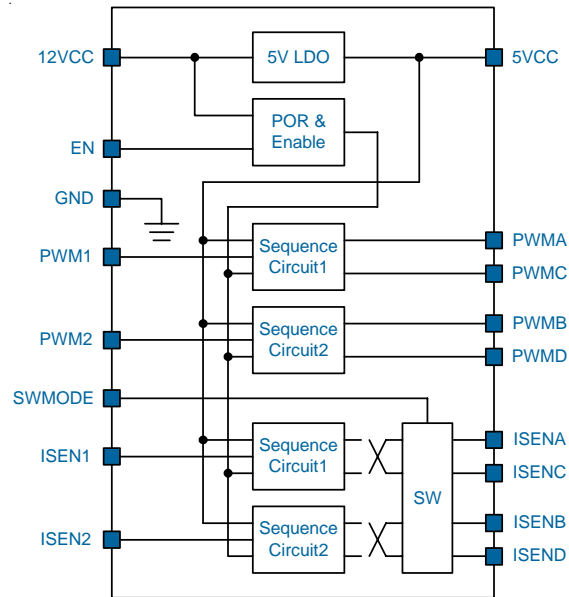 12VCC
5V LDO
5VCC
POR &
Enable
EN
GND
PWM1
Sequence
Circuit1
PWMA
PWMC
PWM2
Sequence
Circuit2
PWMB
PWMD
SWMODE
ISEN1
Sequence
Circuit1
SW
ISENA
ISENC
ISEN2
Sequence
Circuit2
ISENB
ISEND